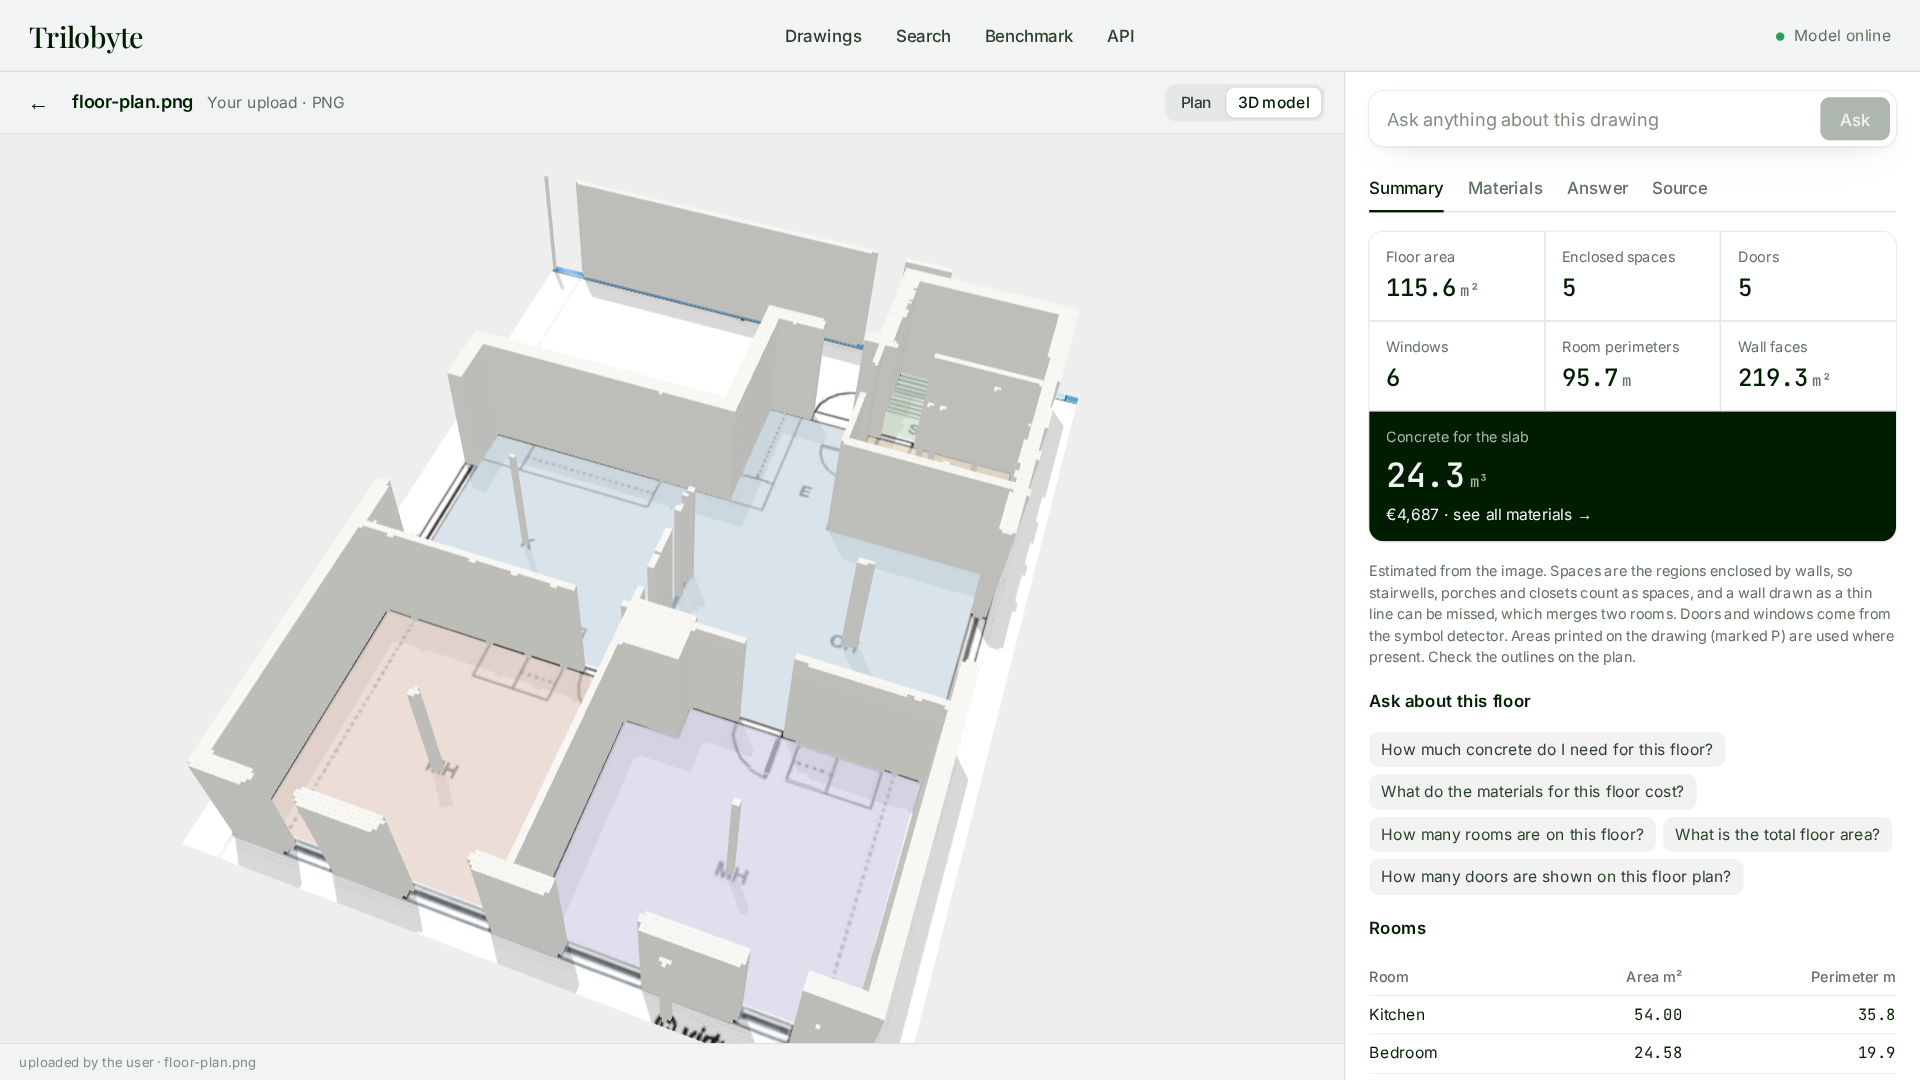 Trilobyte
Drawings Search Benchmark API
Model online
← floor-plan.png Your upload · PNG
Plan 3D model
E
S
MH
MH
uploaded by the user · floor-plan.png
Ask anything about this drawing
Ask
Summary Materials Answer Source
Floor area Enclosed spaces Doors
115.6 m² 5 5
Windows Room perimeters Wall faces
6 95.7 m 219.3 m²
Concrete for the slab
24.3 m³
€4,687 · see all materials →
Estimated from the image. Spaces are the regions enclosed by walls, so
stairwells, porches and closets count as spaces, and a wall drawn as a thin
line can be missed, which merges two rooms. Doors and windows come from
the symbol detector. Areas printed on the drawing (marked P) are used where
present. Check the outlines on the plan.
Ask about this floor
How much concrete do I need for this floor?
What do the materials for this floor cost?
How many rooms are on this floor? What is the total floor area?
How many doors are shown on this floor plan?
Rooms
Room Area m² Perimeter m
Kitchen 54.00 35.8
Bedroom 24.58 19.9